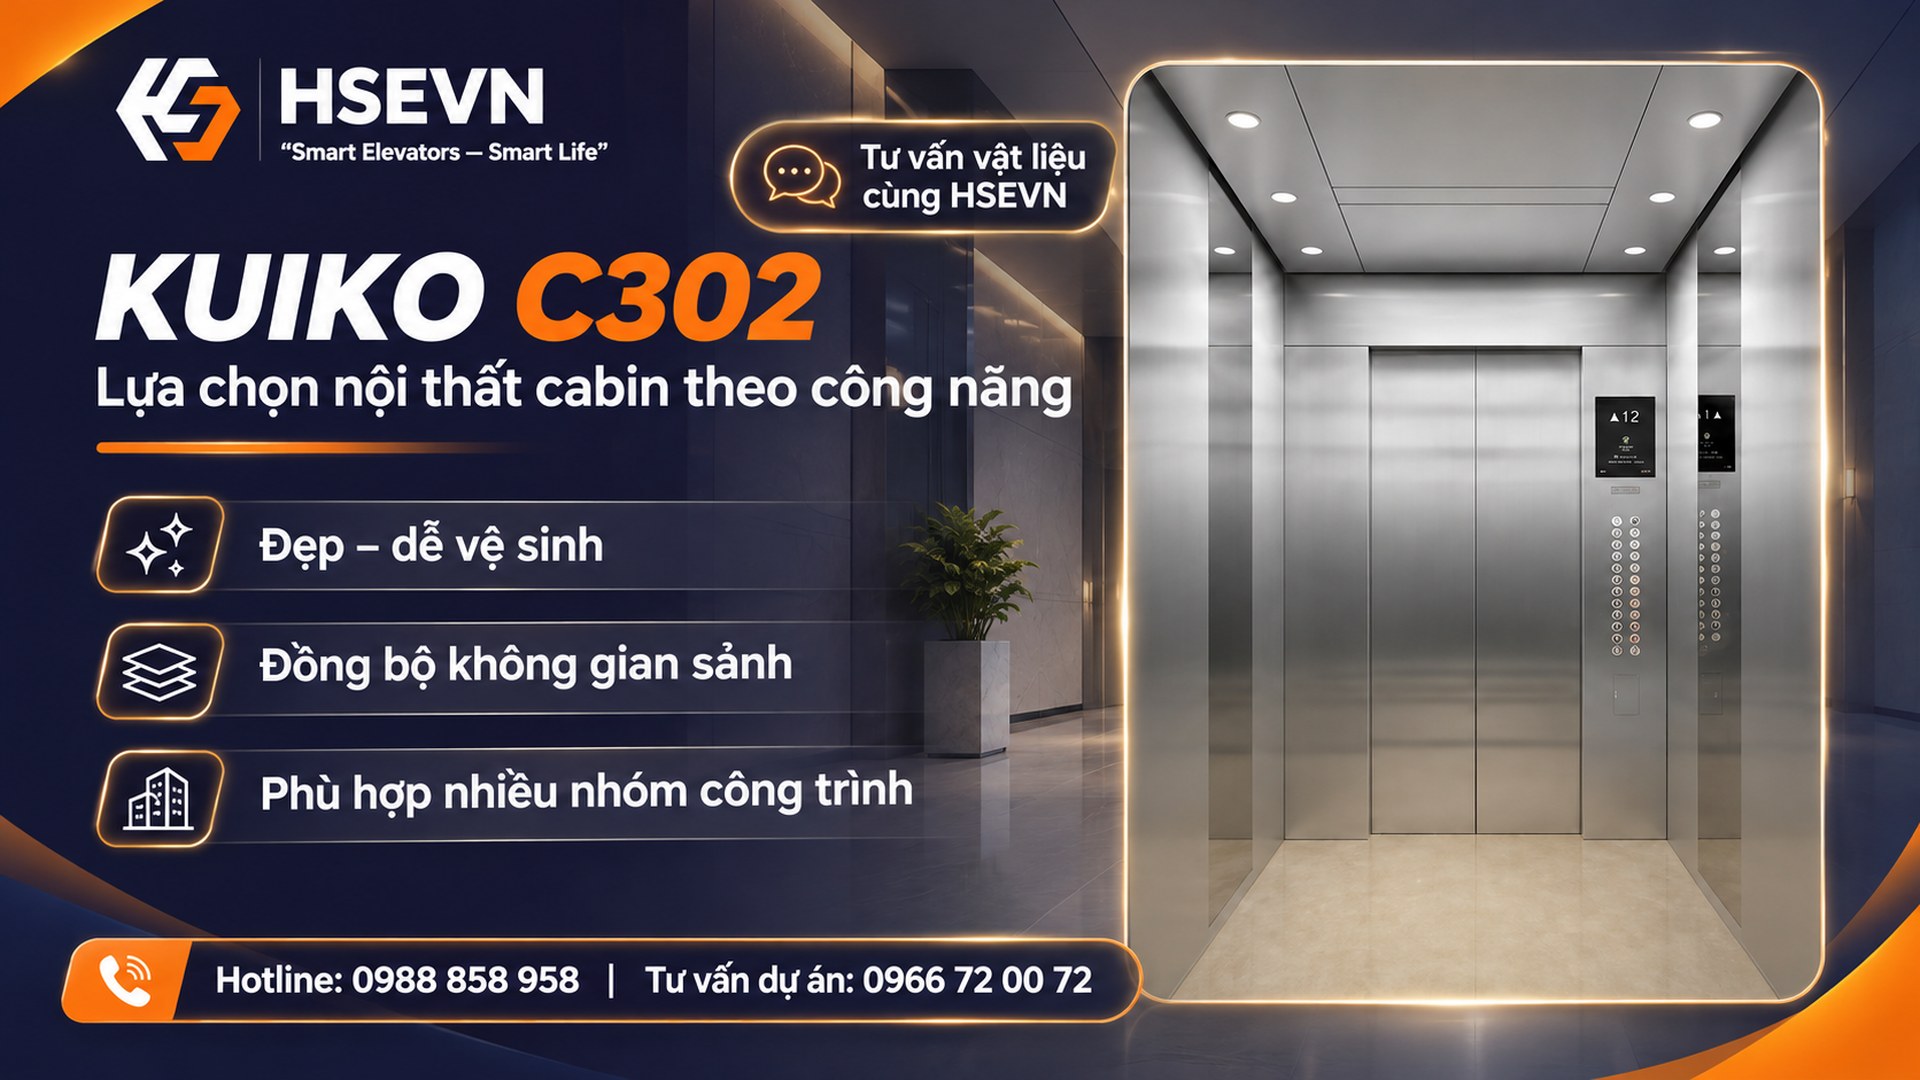 HSEVN
“Smart Elevators – Smart Life”
Tư vấn vật liệu
cùng HSEVN
KUIKO C302
Lựa chọn nội thất cabin theo công năng
Đẹp – dễ vệ sinh
Đồng bộ không gian sảnh
Phù hợp nhiều nhóm công trình
Hotline: 0988 858 958 | Tư vấn dự án: 0966 72 00 72
▲12
1▲